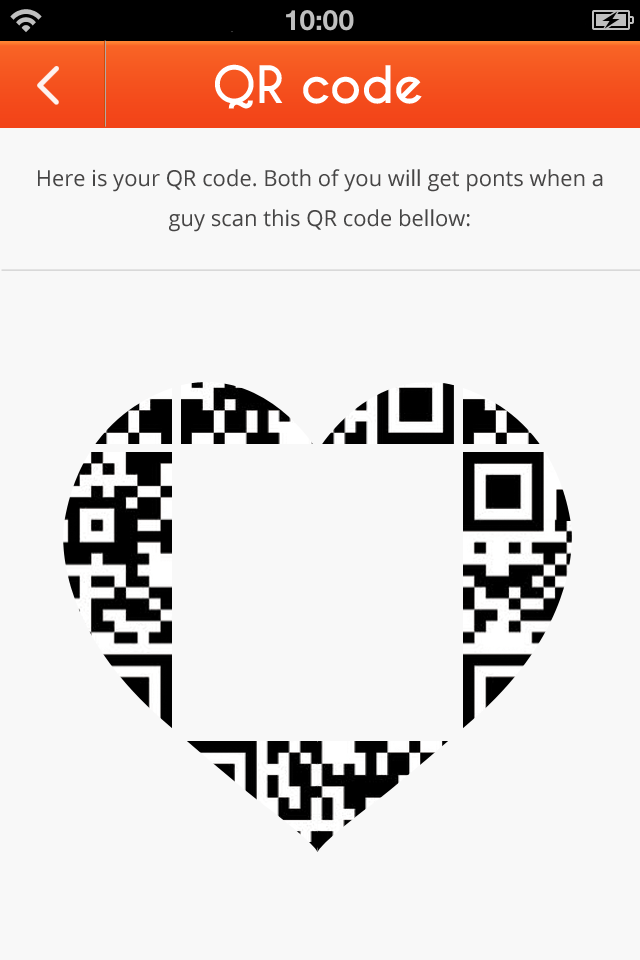 10:00
QR code
Here is your QR code. Both of you will get ponts when a
guy scan this QR code bellow: